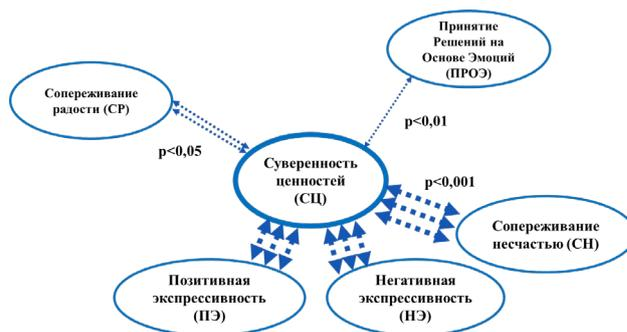 Принятие
Решений на
Основе Эмоций
(ПРОЭ)
Сопереживание
радости (СР)
p<0,01
p<0,05
Суверенность
ценностей
(СЦ)
p<0,001
Сопереживание
несчастью (СН)
Позитивная
экспрессивность
(ПЭ)
Негативная
экспрессивность
(НЭ)